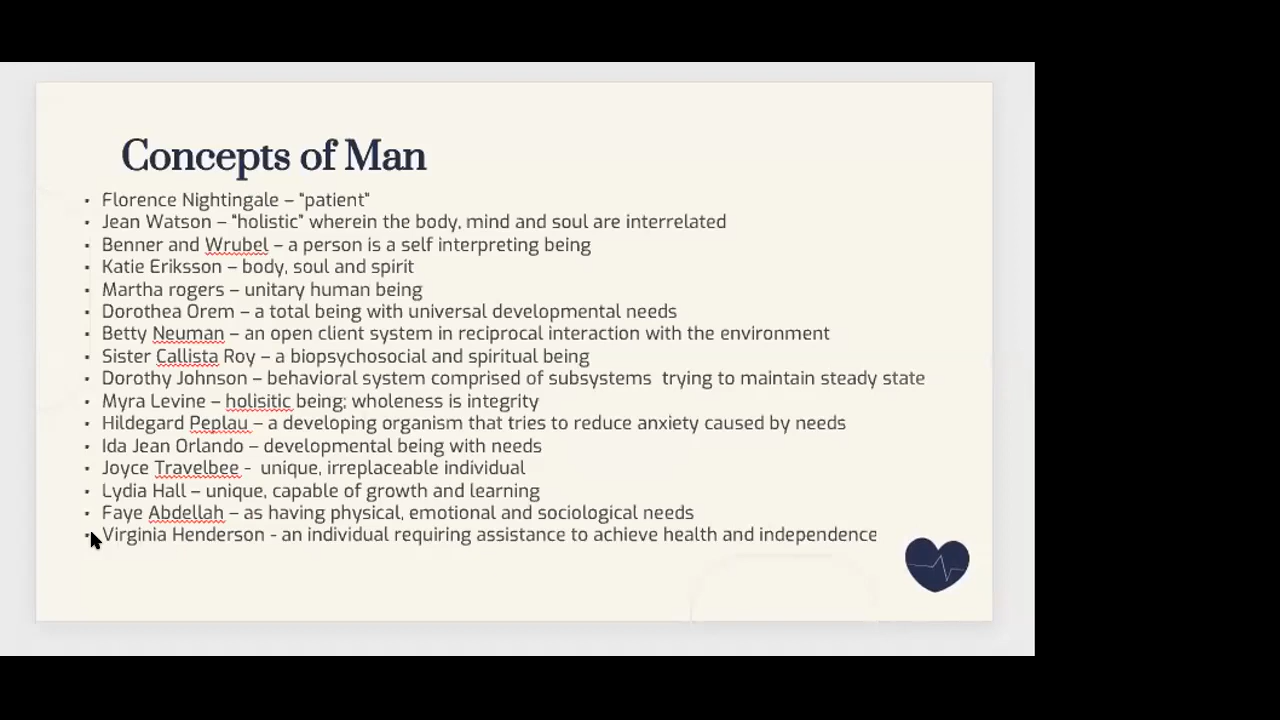 Concepts of Man
• Florence Nightingale – "patient"
• Jean Watson – "holistic" wherein the body, mind and soul are interrelated
• Benner and Wrubel – a person is a self interpreting being
• Katie Eriksson – body, soul and spirit
• Martha rogers – unitary human being
• Dorothea Orem – a total being with universal developmental needs
• Betty Neuman – an open client system in reciprocal interaction with the environment
• Sister Callista Roy – a biopsychosocial and spiritual being
• Dorothy Johnson – behavioral system comprised of subsystems  trying to maintain steady state
• Myra Levine – holisitic being; wholeness is integrity
• Hildegard Peplau – a developing organism that tries to reduce anxiety caused by needs
• Ida Jean Orlando – developmental being with needs
• Joyce Travelbee -  unique, irreplaceable individual
• Lydia Hall – unique, capable of growth and learning
• Faye Abdellah – as having physical, emotional and sociological needs
• Virginia Henderson - an individual requiring assistance to achieve health and independence